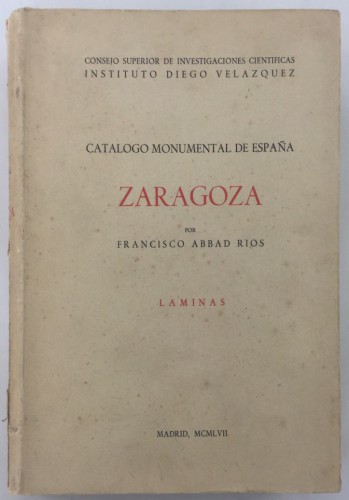 CONSEJO SUPERIOR DE INVESTIGACIONES CIENTIFICAS
INSTITUTO DIEGO VELAZQUEZ
CATALOGO MONUMENTAL DE ESPAÑA
ZARAGOZA
POR
FRANCISCO ABBAD RIOS
LAMINAS
MADRID, MCMLVII